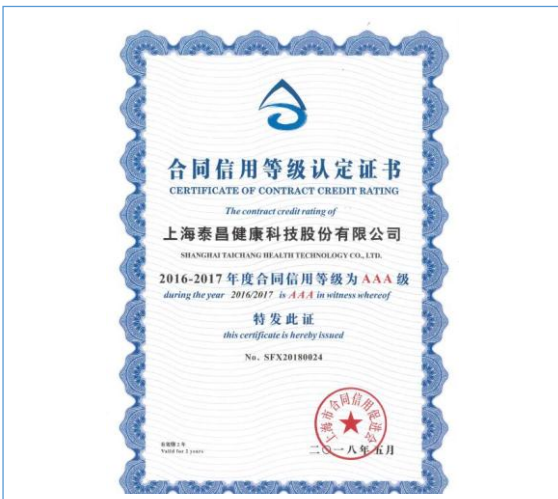 合同信用等级认定证书
CERTIFICATE OF CONTRACT CREDIT RATING
The contract credit rating of
上海泰昌健康科技股份有限公司
SHANGHAI TAICHANG HEALTH TECHNOLOGY CO., LTD.
2016-2017 年度合同信用等级为 AAA 级
during the year 2016/2017 is AAA in witness whereof
特发此证
this certificate is hereby issued
No. SFX20180024
上海市合同信用促进会
有效期2年
Valid for 2 years
二〇一八年五月